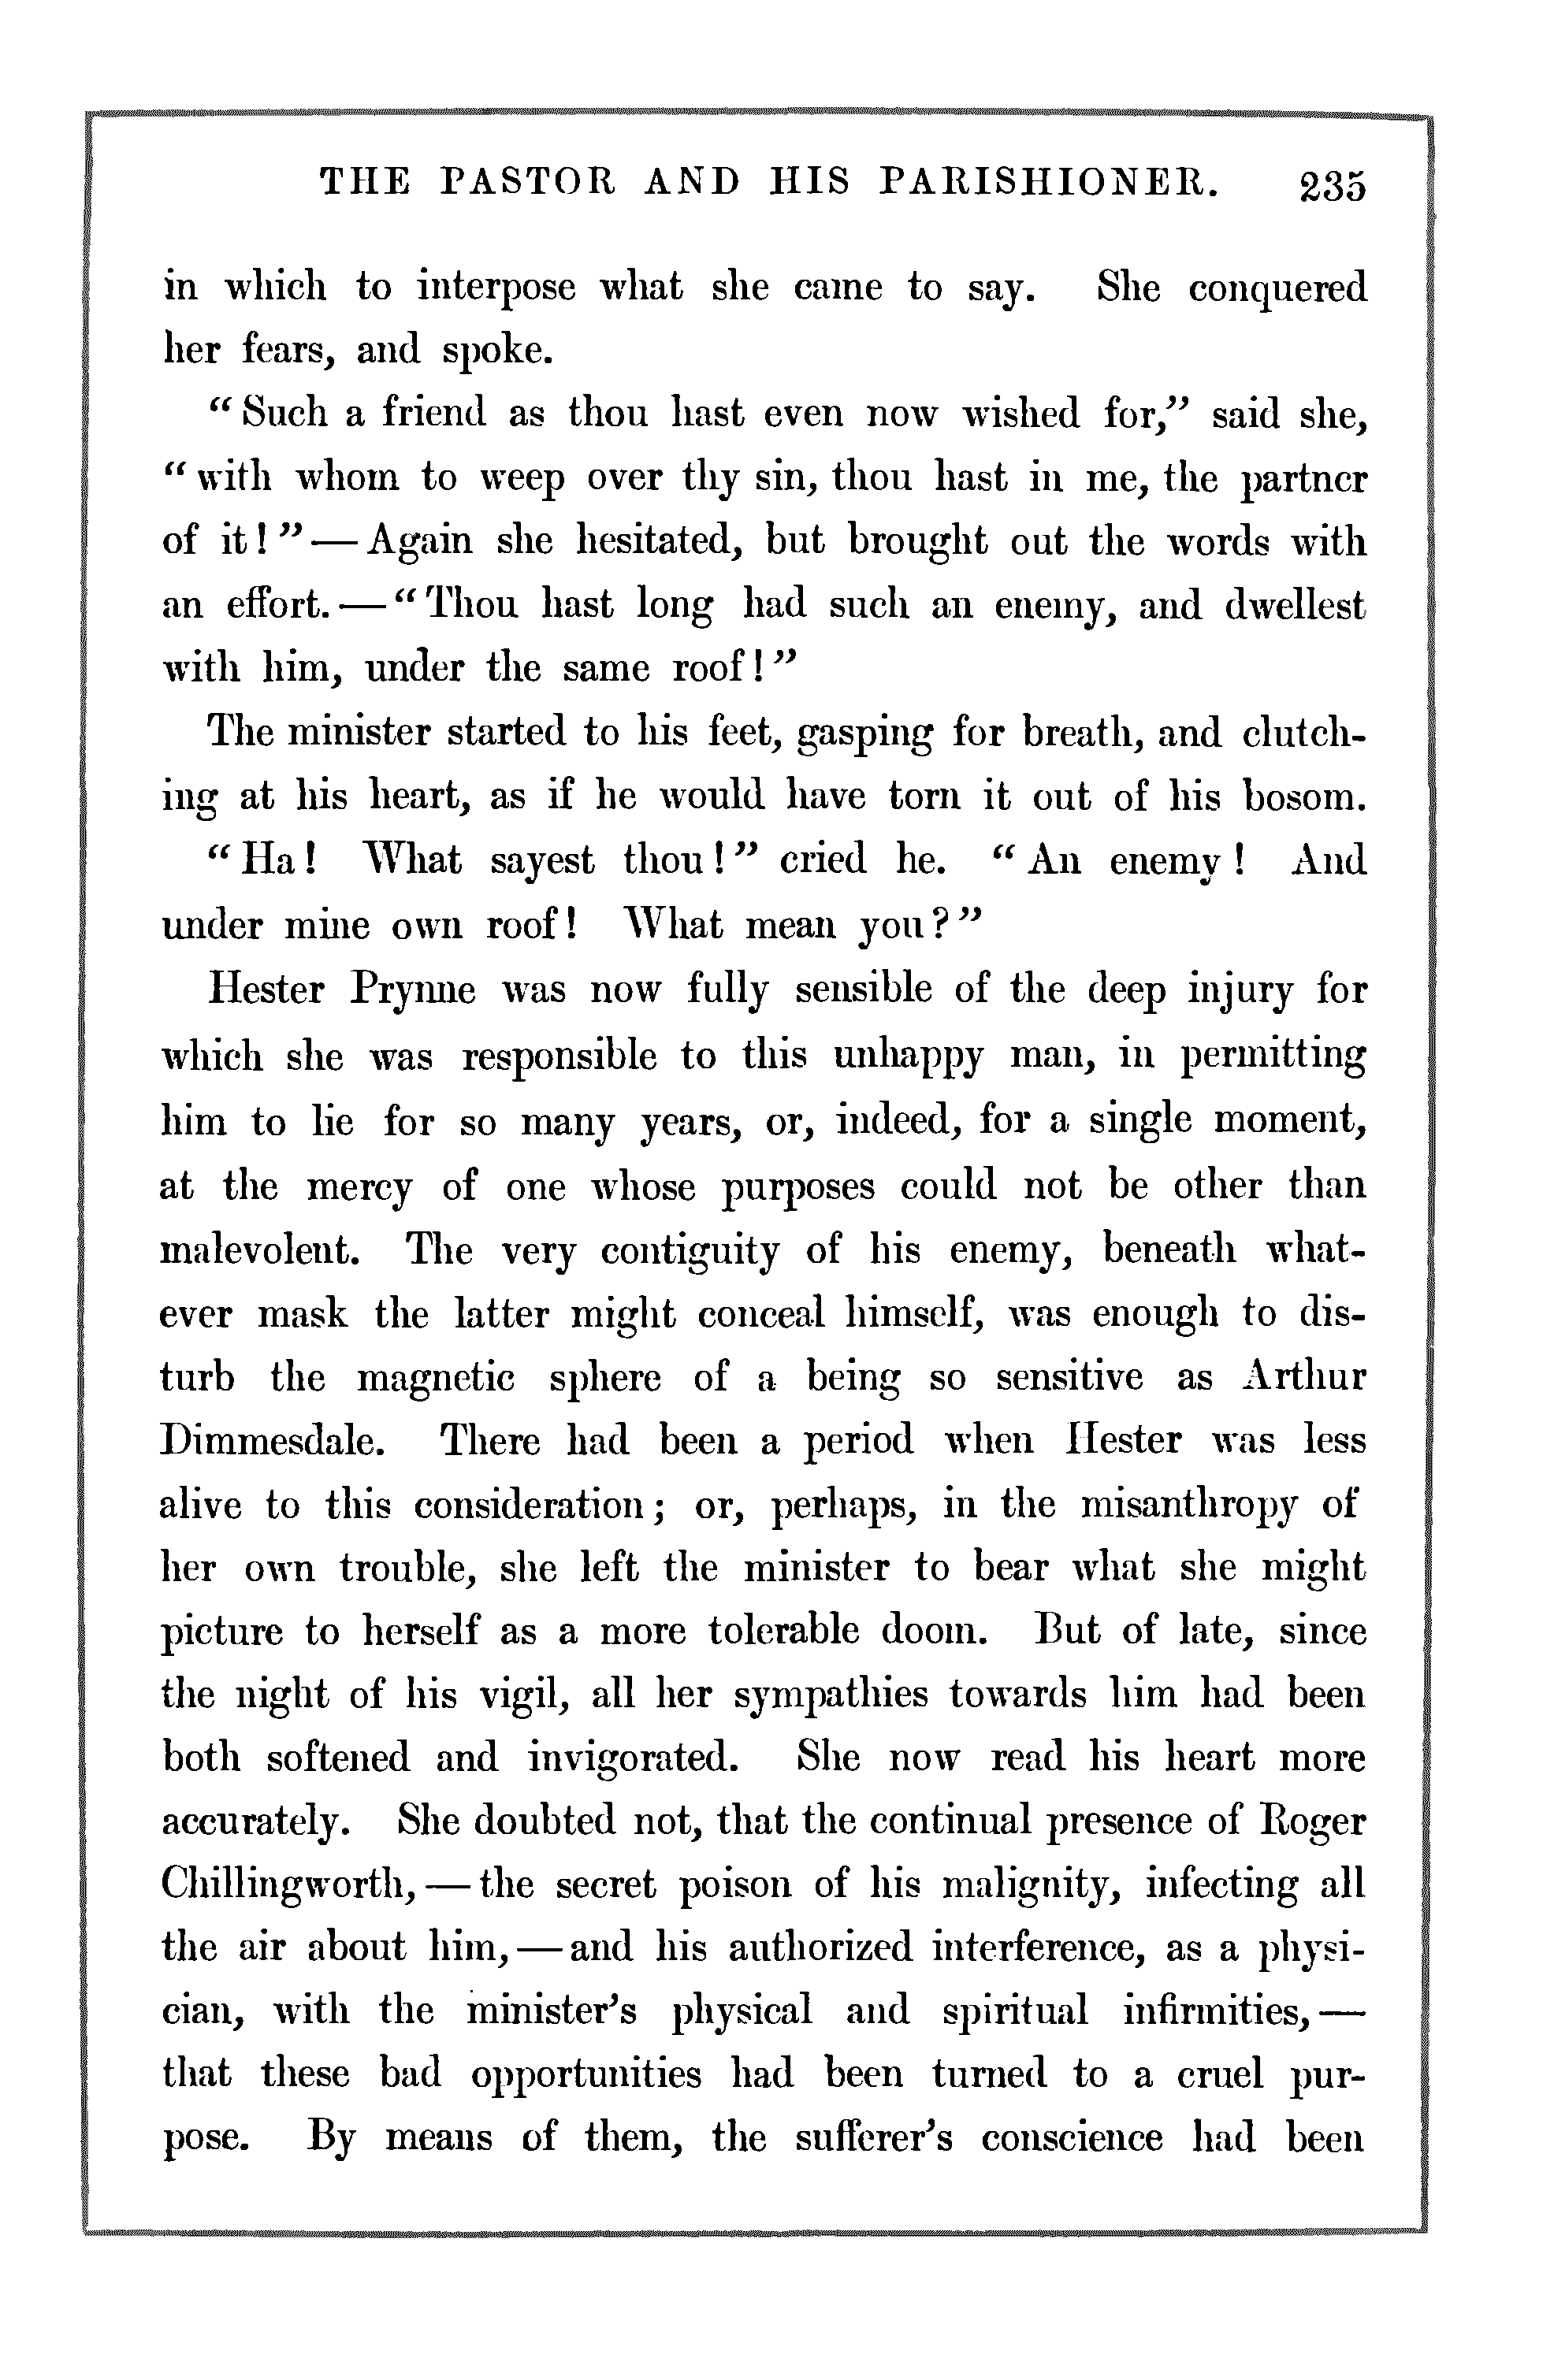 THE PASTOR AND HIS PARISHIONER. 235
in which to interpose what she came to say. She conquered
her fears, and spoke.
“Such a friend as thou hast even now wished for,” said she,
“with whom to weep over thy sin, thou hast in me, the partner
of it!”—Again she hesitated, but brought out the words with
an effort.—“Thou hast long had such an enemy, and dwellest
with him, under the same roof!”
The minister started to his feet, gasping for breath, and clutch-
ing at his heart, as if he would have torn it out of his bosom.
“Ha! What sayest thou!” cried he. “An enemy! And
under mine own roof! What mean you?”
Hester Prynne was now fully sensible of the deep injury for
which she was responsible to this unhappy man, in permitting
him to lie for so many years, or, indeed, for a single moment,
at the mercy of one whose purposes could not be other than
malevolent. The very contiguity of his enemy, beneath what-
ever mask the latter might conceal himself, was enough to dis-
turb the magnetic sphere of a being so sensitive as Arthur
Dimmesdale. There had been a period when Hester was less
alive to this consideration; or, perhaps, in the misanthropy of
her own trouble, she left the minister to bear what she might
picture to herself as a more tolerable doom. But of late, since
the night of his vigil, all her sympathies towards him had been
both softened and invigorated. She now read his heart more
accurately. She doubted not, that the continual presence of Roger
Chillingworth,—the secret poison of his malignity, infecting all
the air about him,—and his authorized interference, as a physi-
cian, with the minister’s physical and spiritual infirmities,—
that these bad opportunities had been turned to a cruel pur-
pose. By means of them, the sufferer’s conscience had been